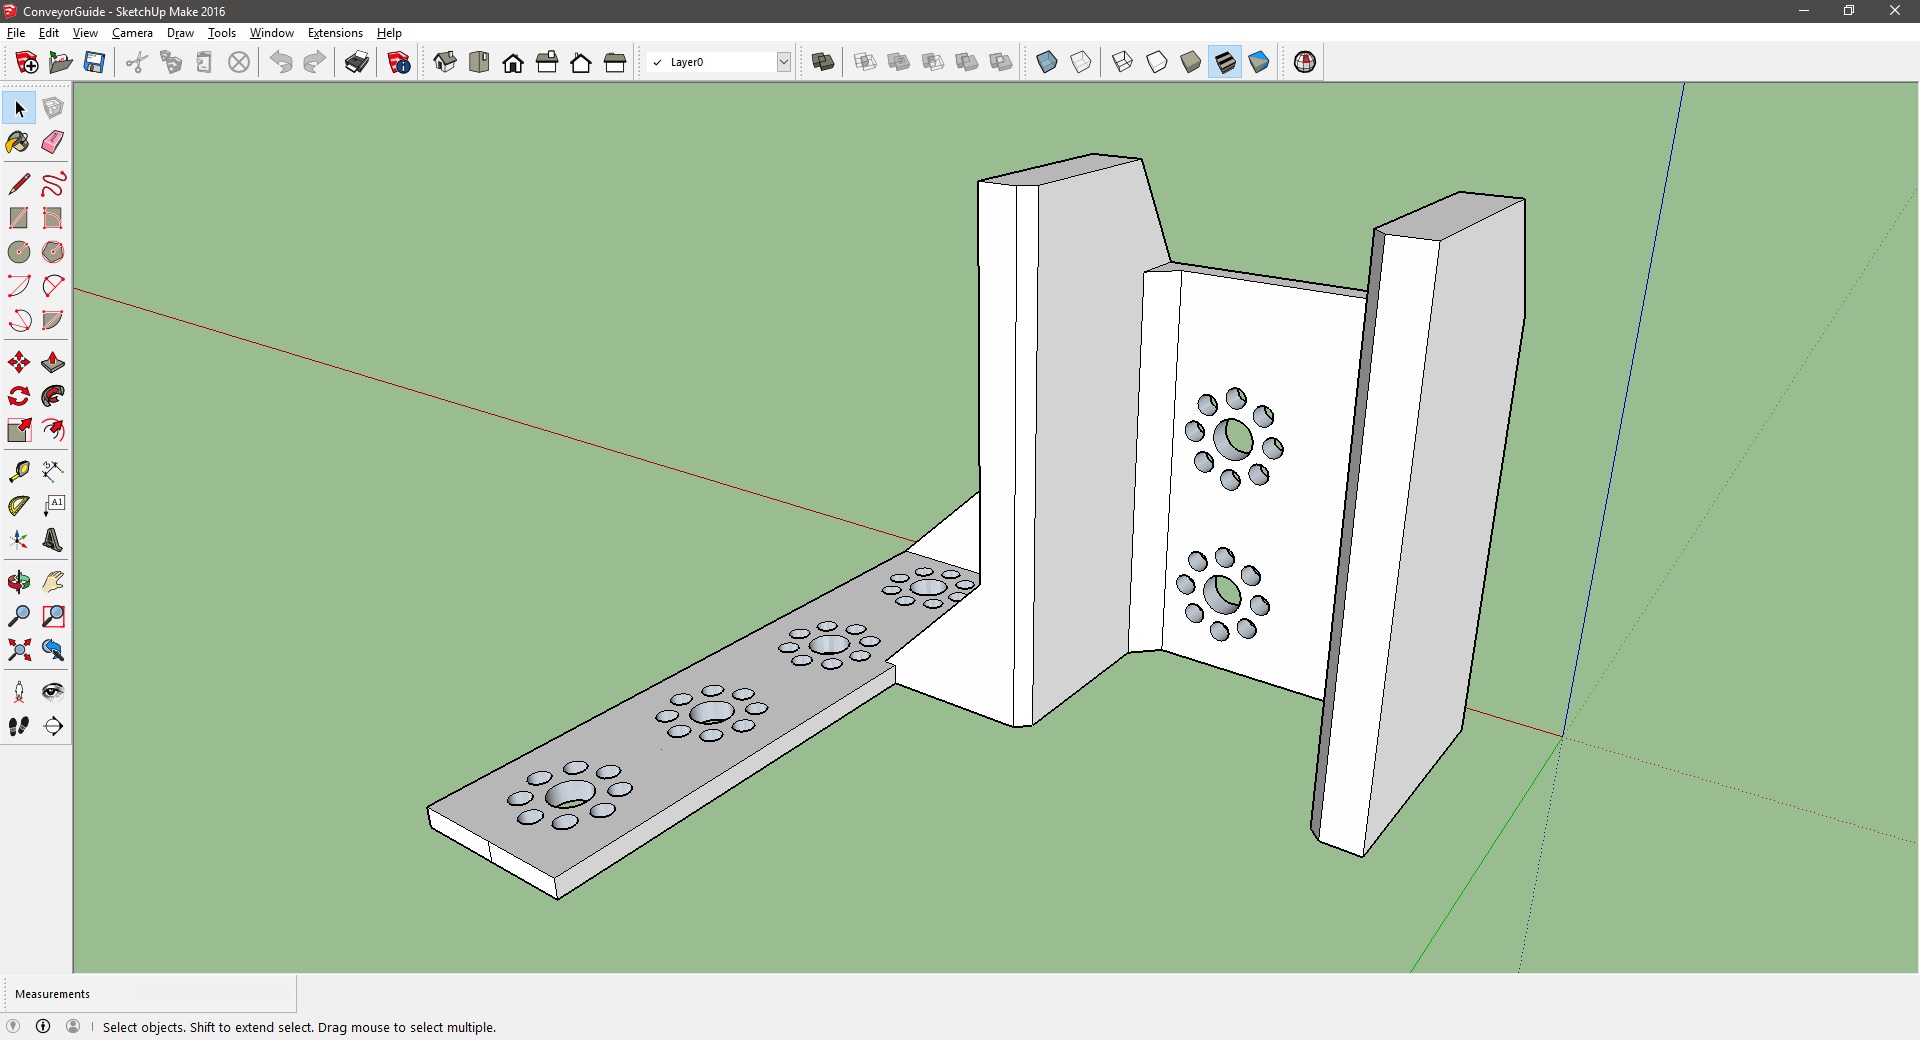 ConveyorGuide - SketchUp Make 2016
File Edit View Camera Draw Tools Window Extensions Help
Layer0
A1
Measurements
Select objects. Shift to extend select. Drag mouse to select multiple.